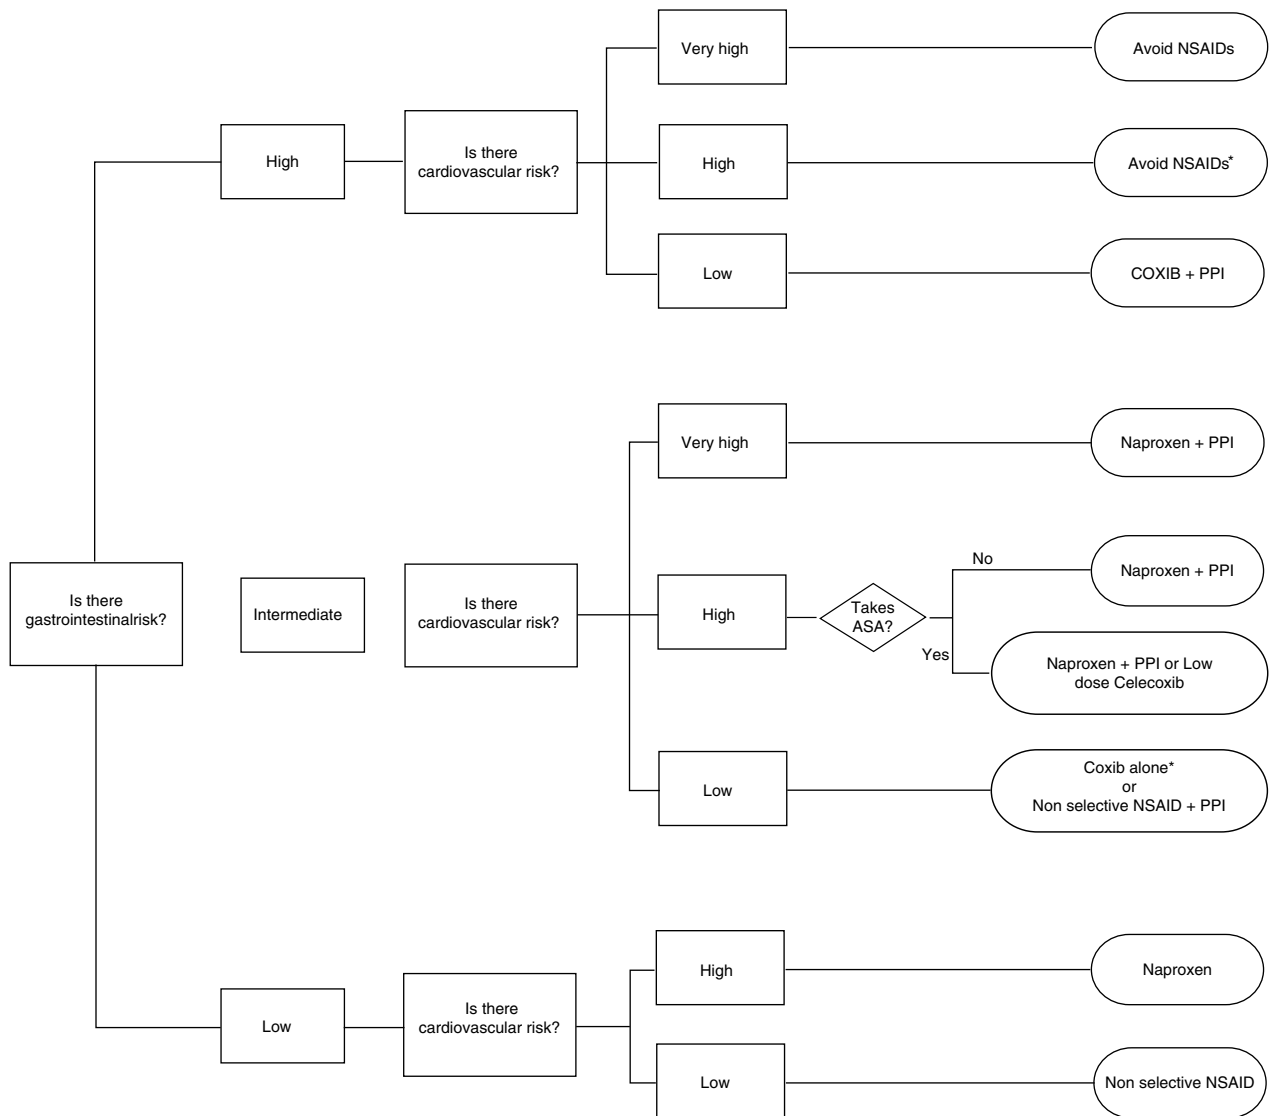 Very high
Avoid NSAIDs
High
Is there
cardiovascular risk?
High
Avoid NSAIDs*
Low
COXIB + PPI
Very high
Naproxen + PPI
Is there
gastrointestinalrisk?
Intermediate
Is there
cardiovascular risk?
High
Takes
ASA?
No
Naproxen + PPI
Yes
Naproxen + PPI or Low
dose Celecoxib
Low
Coxib alone*
or
Non selective NSAID + PPI
Low
Is there
cardiovascular risk?
High
Naproxen
Low
Non selective NSAID